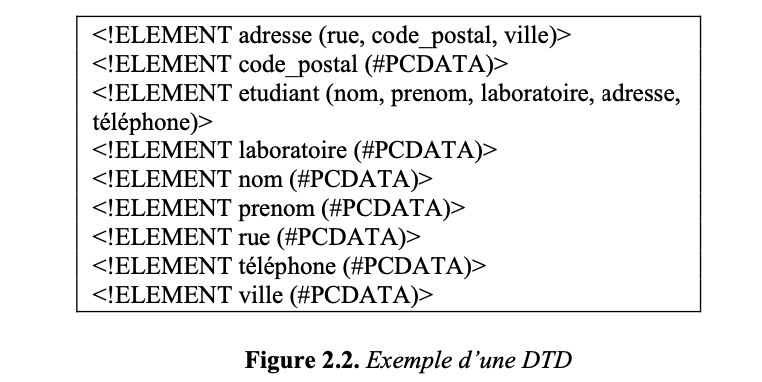 <!ELEMENT adresse (rue, code_postal, ville)>
<!ELEMENT code_postal (#PCDATA)>
<!ELEMENT etudiant (nom, prenom, laboratoire, adresse,
téléphone)>
<!ELEMENT laboratoire (#PCDATA)>
<!ELEMENT nom (#PCDATA)>
<!ELEMENT prenom (#PCDATA)>
<!ELEMENT rue (#PCDATA)>
<!ELEMENT téléphone (#PCDATA)>
<!ELEMENT ville (#PCDATA)>
Figure 2.2. Exemple d’une DTD